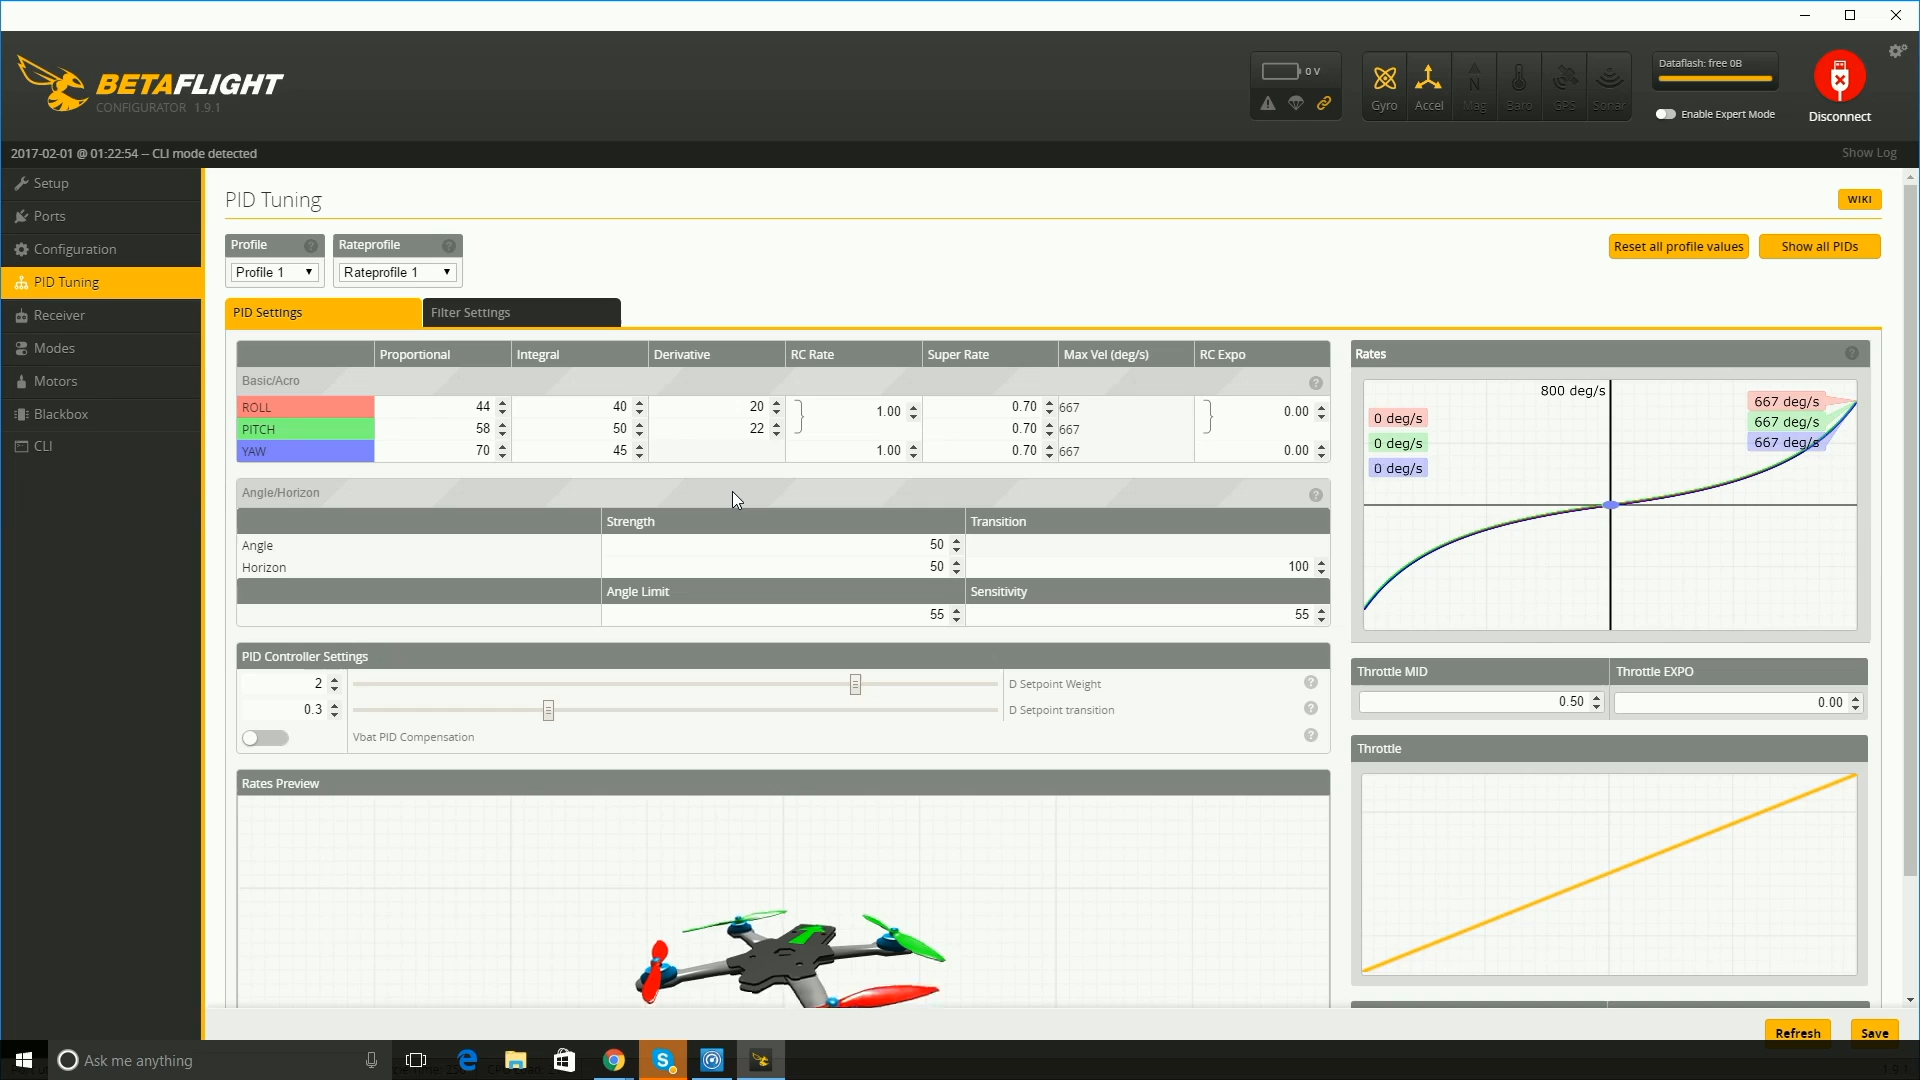 BETAFLIGHT
CONFIGURATOR 1.9.1
0 V
Gyro
Accel
Mag
Baro
GPS
Sonar
Dataflash: free 0B
Enable Expert Mode
Disconnect
2017-02-01 @ 01:22:54 -- CLI mode detected
Show Log
Setup
Ports
Configuration
PID Tuning
Receiver
Modes
Motors
Blackbox
CLI
PID Tuning
WIKI
Profile
Rateprofile
Profile 1
Rateprofile 1
Reset all profile values
Show all PIDs
PID Settings
Filter Settings
Proportional Integral Derivative RC Rate Super Rate Max Vel (deg/s) RC Expo
Basic/Acro
ROLL 44 40 20 1.00 0.70 667 0.00
PITCH 58 50 22 0.70 667
YAW 70 45 1.00 0.70 667 0.00
Angle/Horizon
Strength Transition
Angle 50
Horizon 50 100
Angle Limit Sensitivity
55 55
PID Controller Settings
2 D Setpoint Weight
0.3 D Setpoint transition
Vbat PID Compensation
Rates Preview
Rates
800 deg/s
0 deg/s
0 deg/s
0 deg/s
667 deg/s
667 deg/s
667 deg/s
Throttle MID Throttle EXPO
0.50 0.00
Throttle
Refresh
Save
Ask me anything